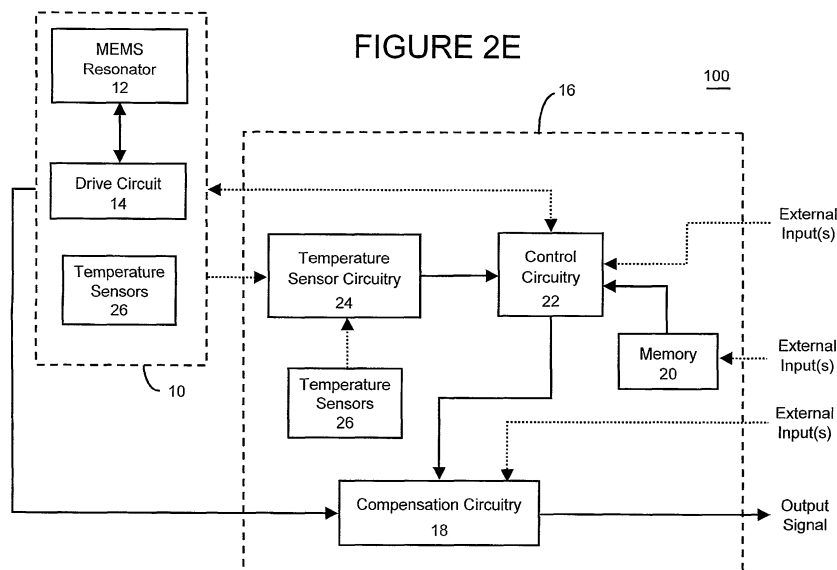 FIGURE 2E
100
16
MEMS
Resonator
12
Drive Circuit
14
Temperature
Sensors
26
10
Temperature
Sensor Circuitry
24
Temperature
Sensors
26
Control
Circuitry
22
Memory
20
External
Input(s)
External
Input(s)
External
Input(s)
Compensation Circuitry
18
Output
Signal